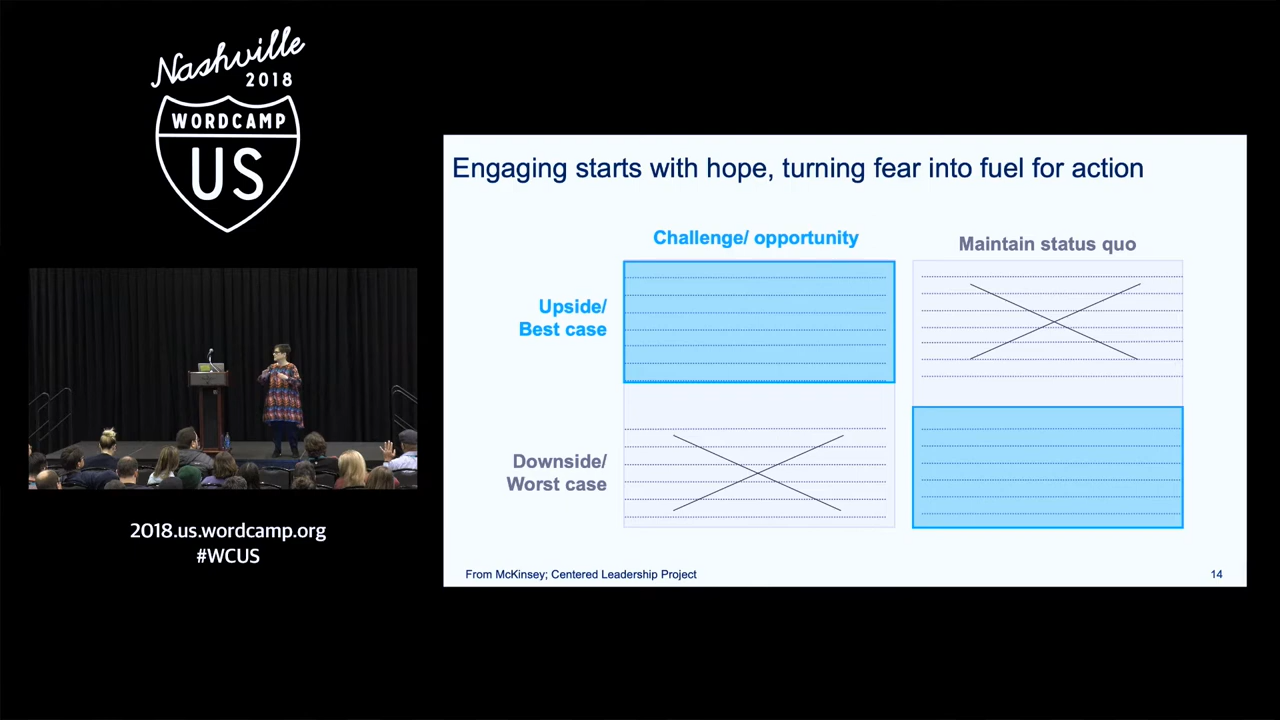 Nashville
2018
WORDCAMP
US
2018.us.wordcamp.org
#WCUS
Engaging starts with hope, turning fear into fuel for action
Challenge/ opportunity
Maintain status quo
Upside/
Best case
Downside/
Worst case
From McKinsey; Centered Leadership Project
14